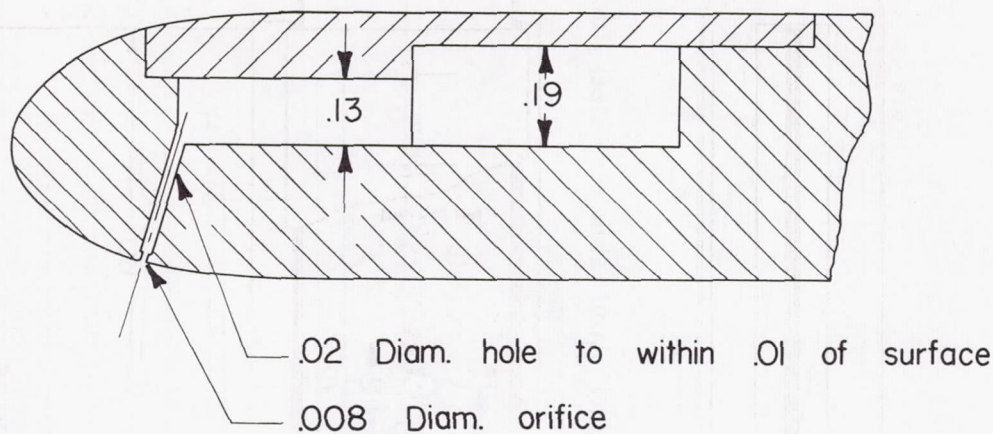 .13
.19
.02 Diam. hole to within .01 of surface
.008 Diam. orifice